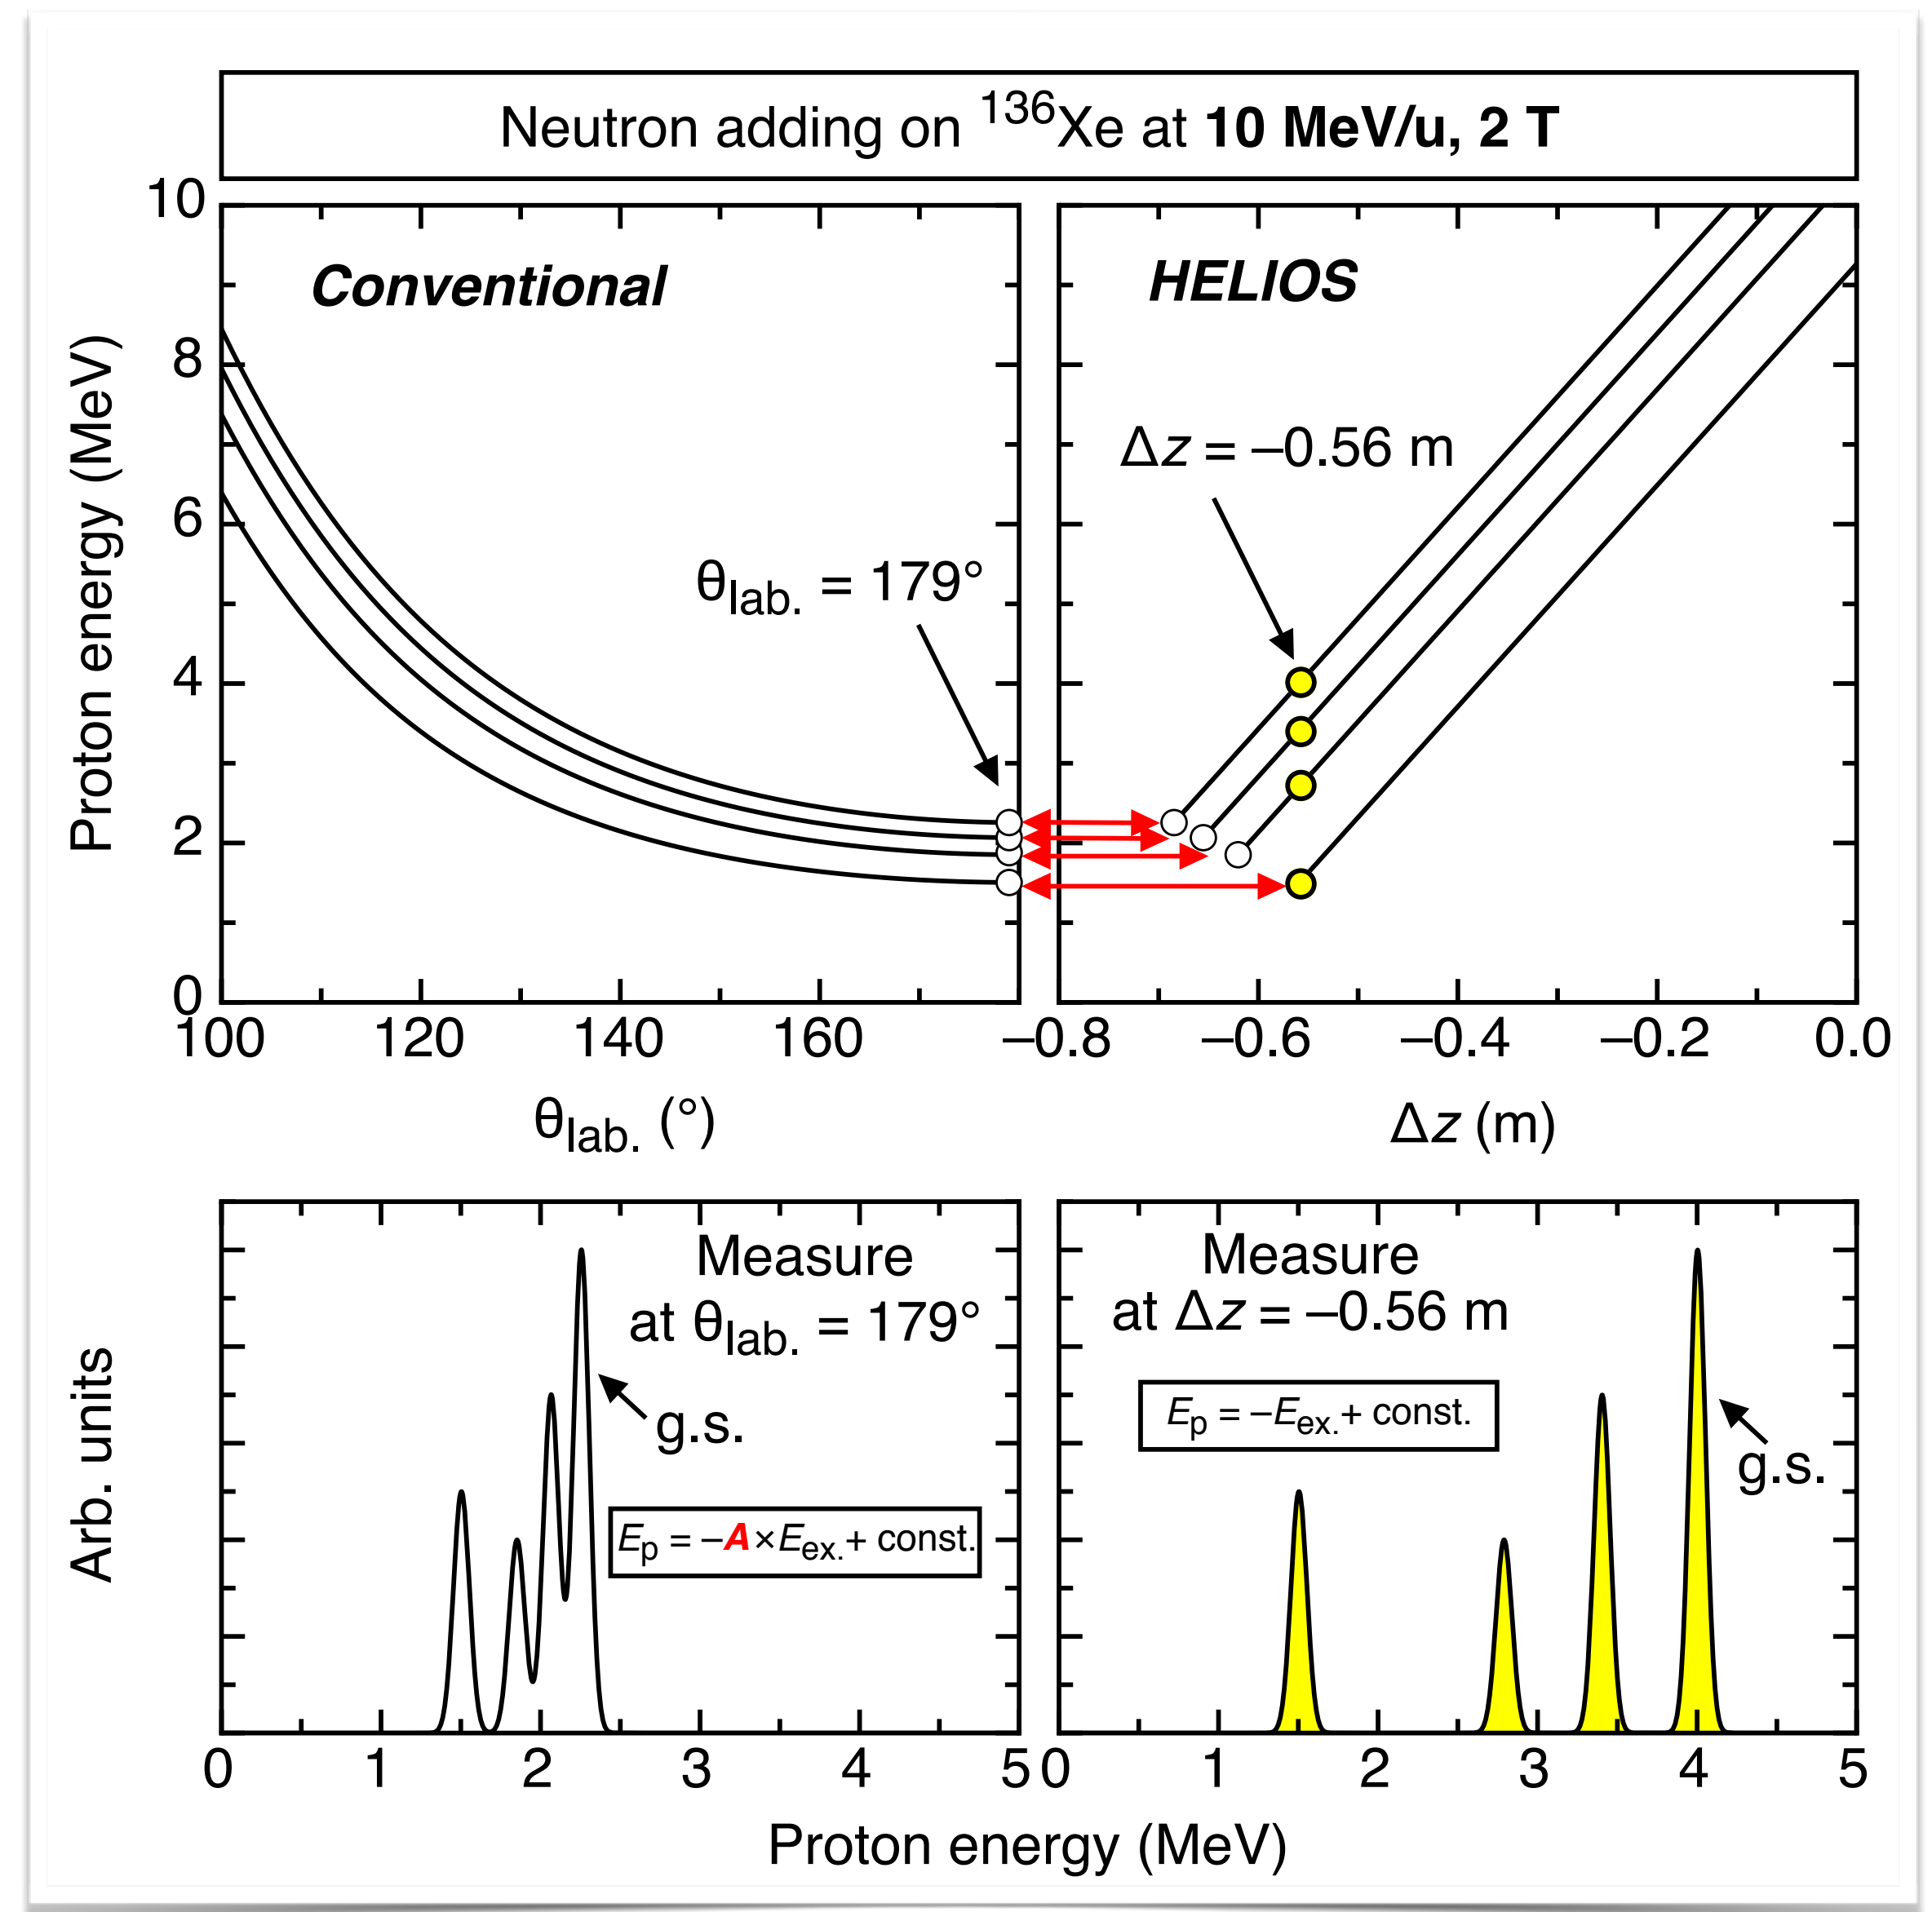 Neutron adding on ¹³⁶Xe at 10 MeV/u, 2 T
Conventional
HELIOS
Proton energy (MeV)
10
8
6
4
2
0
θlab. = 179°
Δz = –0.56 m
100 120 140 160
–0.8 –0.6 –0.4 –0.2 0.0
θlab. (°)
Δz (m)
Arb. units
Measure
at θlab. = 179°
g.s.
Ep = –A×Eex.+ const.
Measure
at Δz = –0.56 m
Ep = –Eex.+ const.
g.s.
0 1 2 3 4 5
0 1 2 3 4 5
Proton energy (MeV)